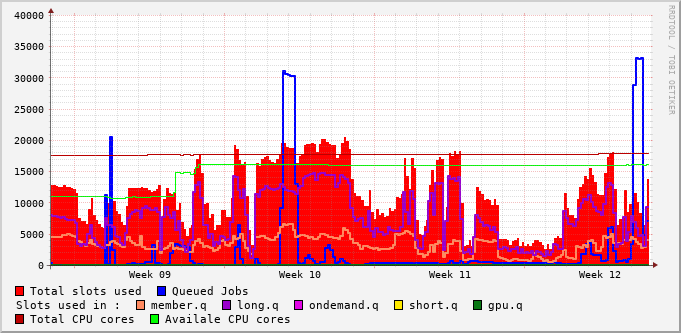 40000
RRDTOOL / TOBI OETIKER
35000
30000
25000
20000
15000
10000
5000
0
Week 09 Week 10 Week 11 Week 12
Total slots used Queued Jobs
Slots used in : member.q long.q ondemand.q short.q gpu.q
Total CPU cores Availale CPU cores